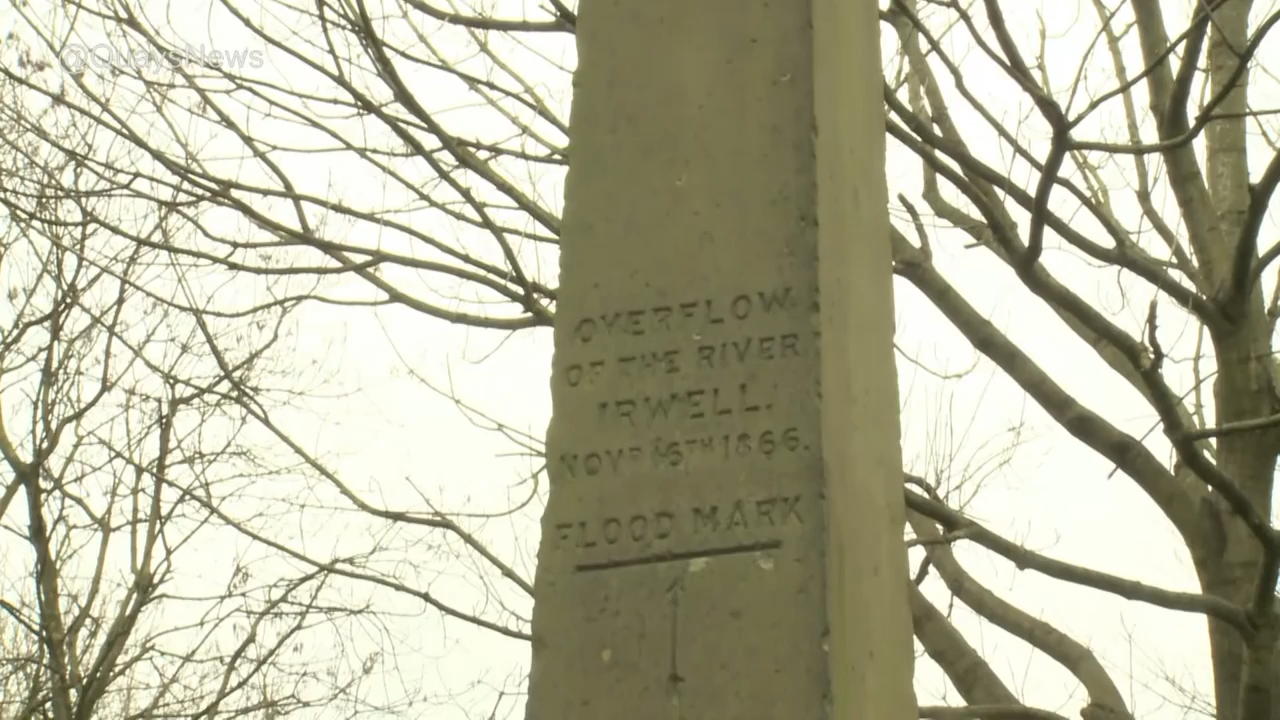 @QuaysNews
OVERFLOW
OF THE RIVER
IRWELL.
NOVR 16TH 1866.
FLOOD MARK